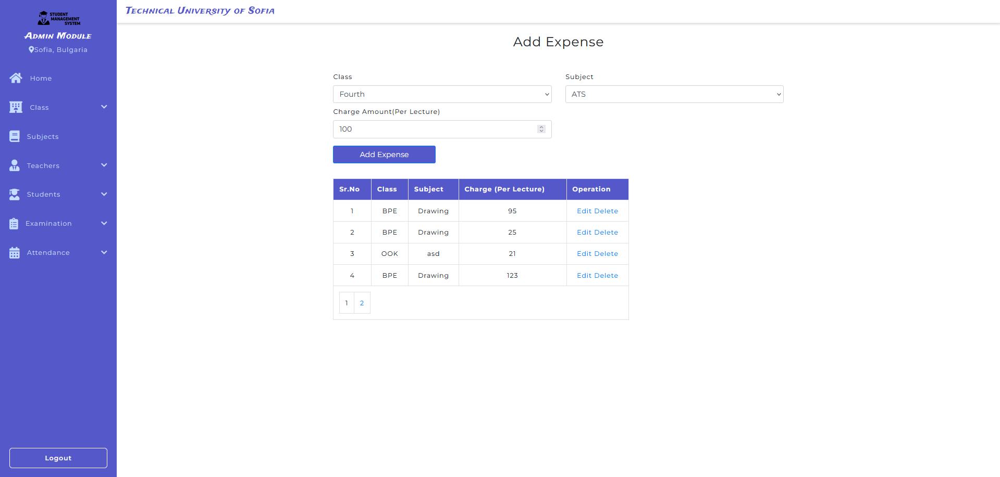 STUDENT
MANAGEMENT
SYSTEM
Admin Module
Sofia, Bulgaria
Home
Class
Subjects
Teachers
Students
Examination
Attendance
Logout
Technical University of Sofia
Add Expense
Class Subject
Fourth ATS
Charge Amount(Per Lecture)
100
Add Expense
Sr.No Class Subject Charge (Per Lecture) Operation
1 BPE Drawing 95 Edit Delete
2 BPE Drawing 25 Edit Delete
3 OOK asd 21 Edit Delete
4 BPE Drawing 123 Edit Delete
1 2